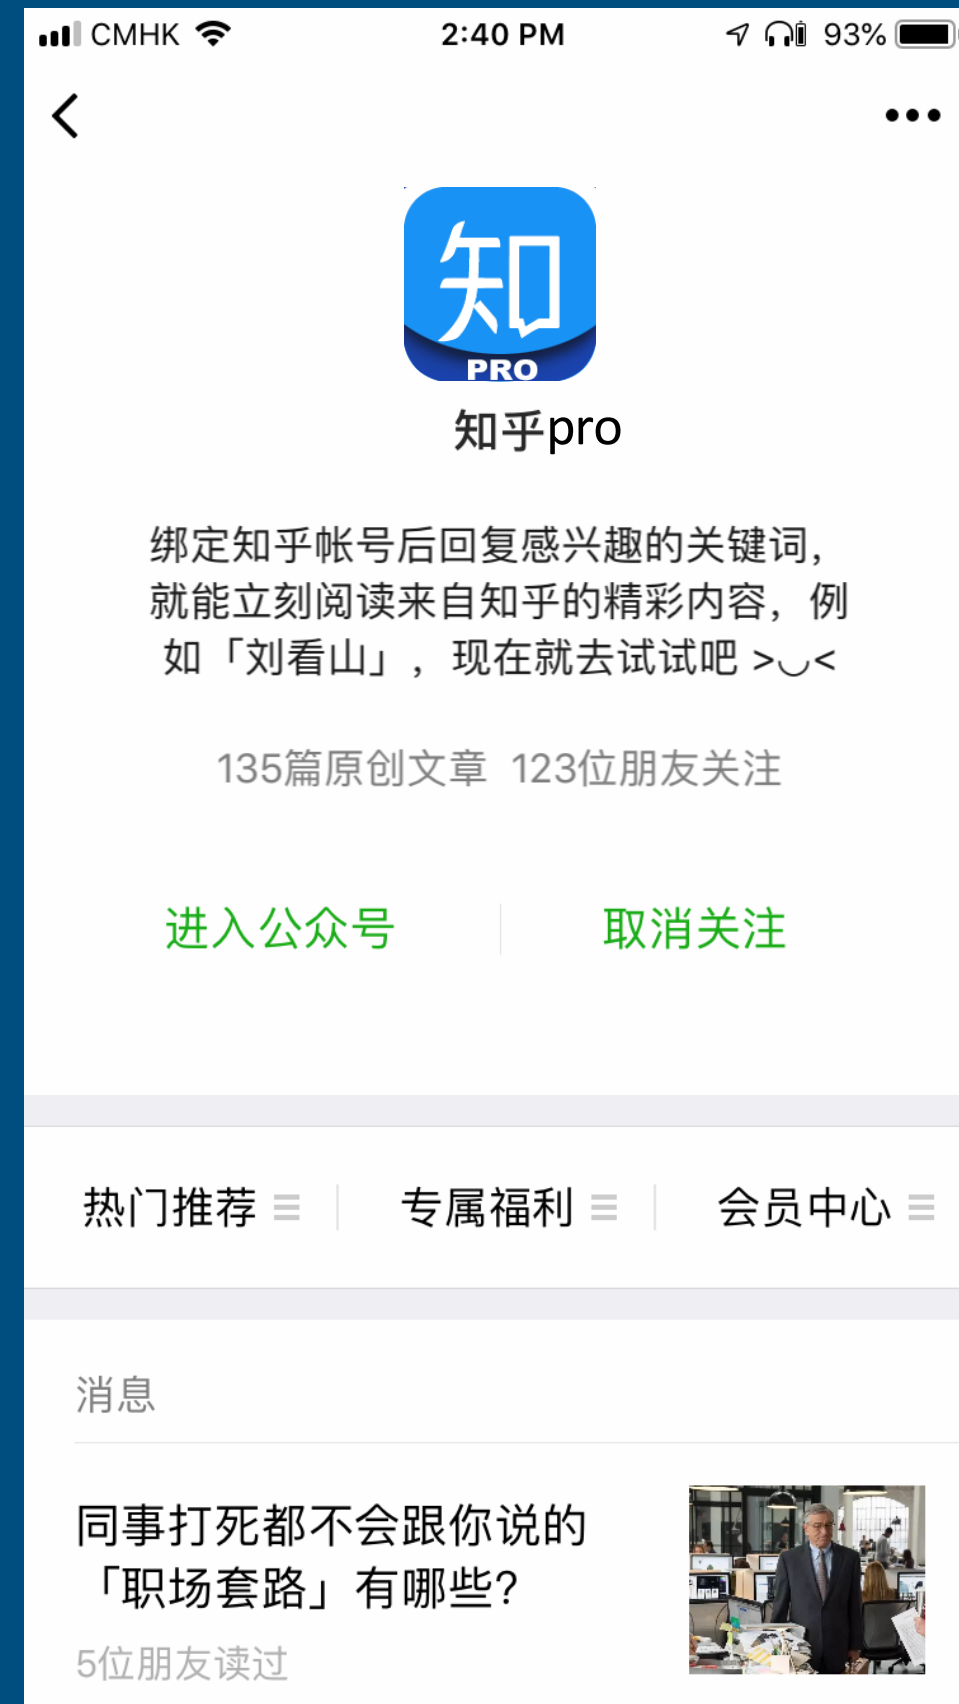 CMHK 2:40 PM 93%
知
PRO
知乎pro
绑定知乎帐号后回复感兴趣的关键词，
就能立刻阅读来自知乎的精彩内容，例
如「刘看山」，现在就去试试吧 >◡<
135篇原创文章 123位朋友关注
进入公众号 取消关注
热门推荐 专属福利 会员中心
消息
同事打死都不会跟你说的
「职场套路」有哪些?
5位朋友读过